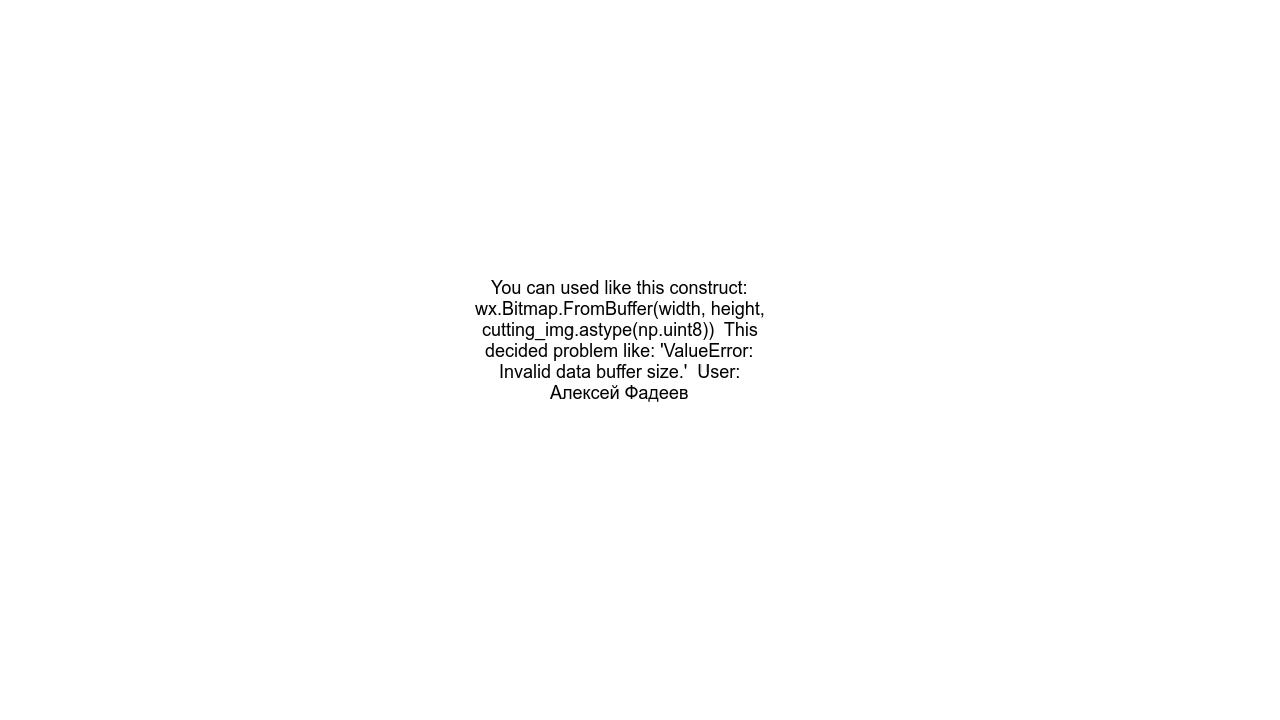 You can used like this construct:
wx.Bitmap.FromBuffer(width, height,
cutting_img.astype(np.uint8))  This
decided problem like: 'ValueError:
Invalid data buffer size.'  User:
Алексей Фадеев